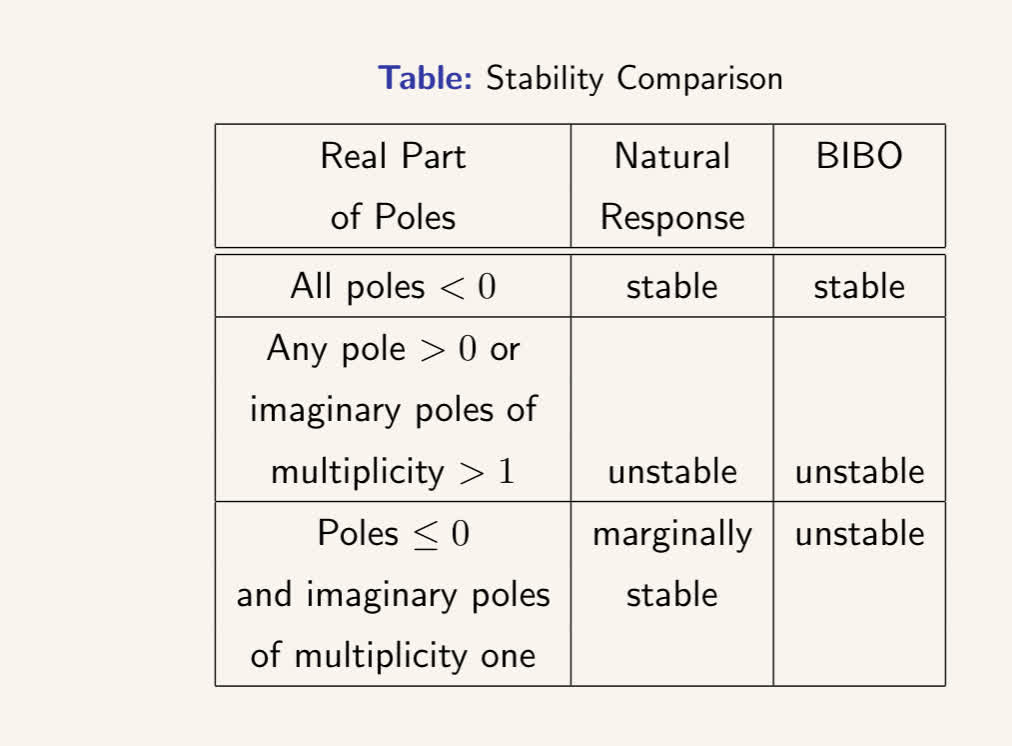 Table: Stability Comparison
Real Part Natural BIBO
of Poles Response
All poles < 0 stable stable
Any pole > 0 or
imaginary poles of
multiplicity > 1 unstable unstable
Poles ≤ 0 marginally unstable
and imaginary poles stable
of multiplicity one